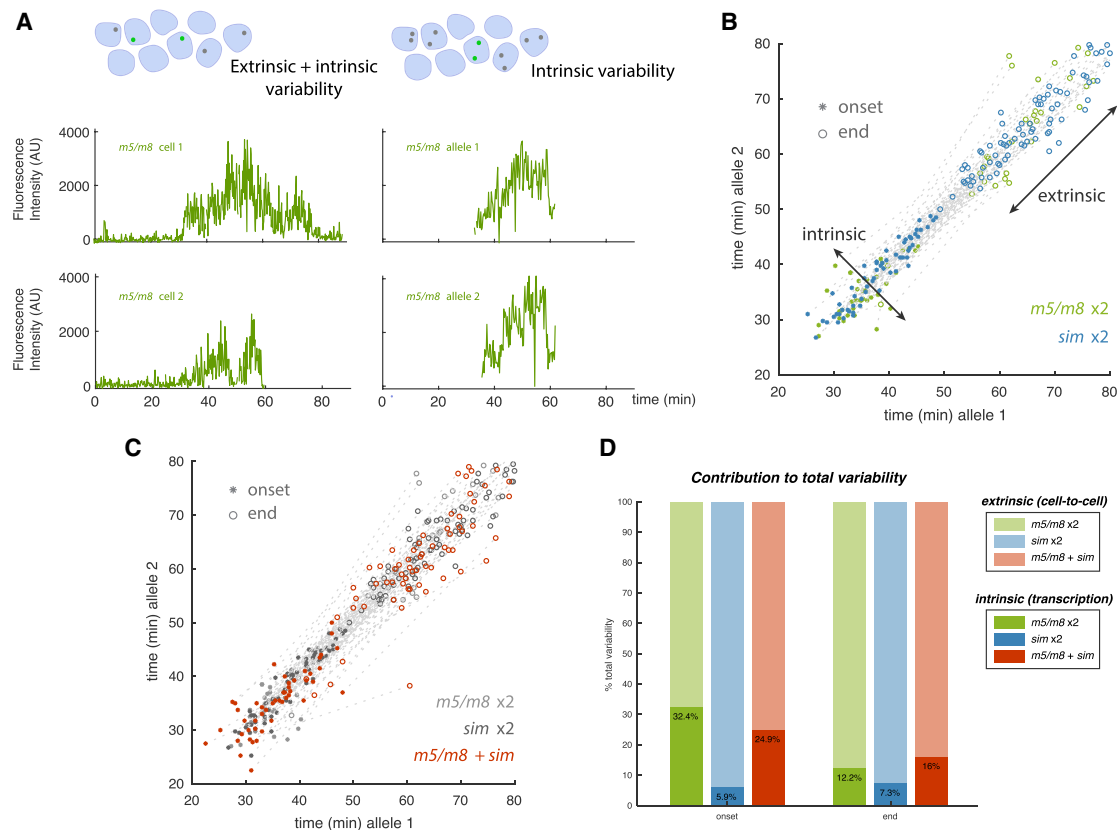 A
Extrinsic + intrinsic
variability
Intrinsic variability
Fluorescence
Intensity (AU)
4000
2000
0
m5/m8 cell 1
m5/m8 allele 1
Fluorescence
Intensity (AU)
4000
2000
0
m5/m8 cell 2
m5/m8 allele 2
0 20 40 60 80
0 20 40 60 80
time (min)
B
80
70
60
50
40
30
20
time (min) allele 2
onset
end
extrinsic
intrinsic
m5/m8 x2
sim x2
20 30 40 50 60 70 80
time (min) allele 1
C
80
70
60
50
40
30
20
time (min) allele 2
onset
end
m5/m8 x2
sim x2
m5/m8 + sim
20 30 40 50 60 70 80
time (min) allele 1
D
Contribution to total variability
100
90
80
70
60
50
40
30
20
10
0
% total variability
32.4%
5.9%
24.9%
12.2%
7.3%
16%
onset
end
extrinsic (cell-to-cell)
m5/m8 x2
sim x2
m5/m8 + sim
intrinsic (transcription)
m5/m8 x2
sim x2
m5/m8 + sim